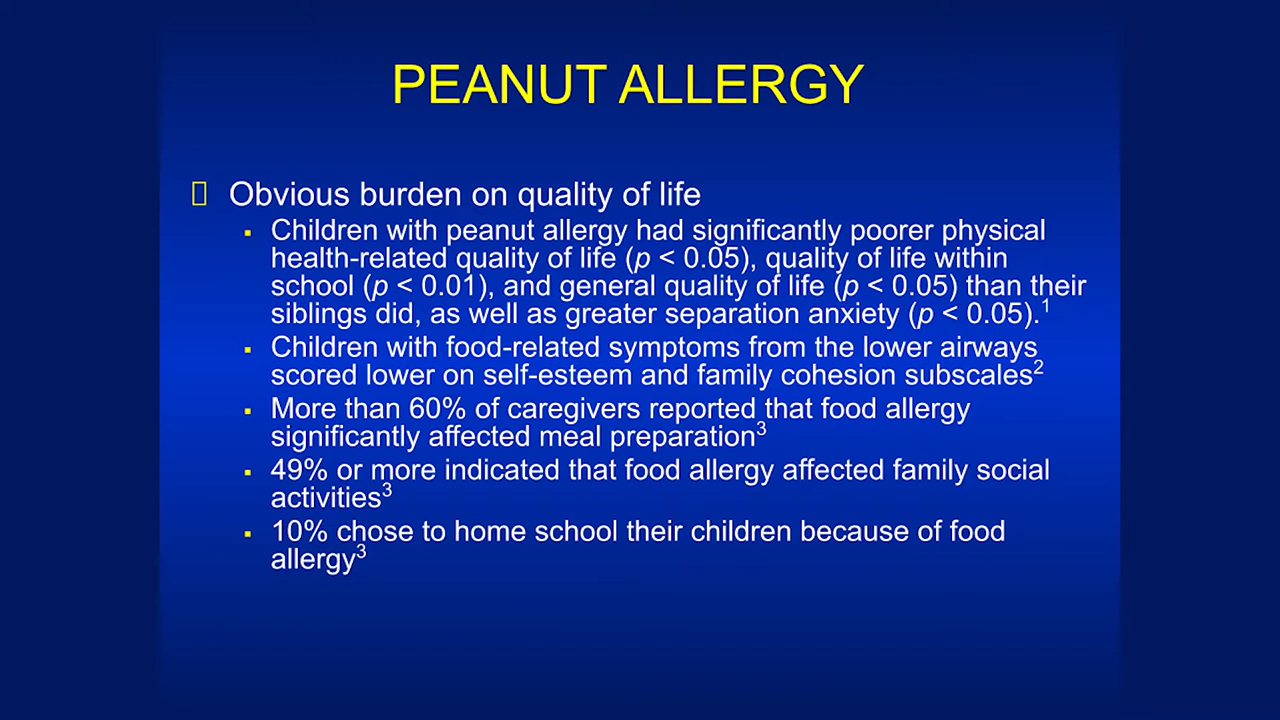 PEANUT ALLERGY
Obvious burden on quality of life
▪ Children with peanut allergy had significantly poorer physical
health-related quality of life (p < 0.05), quality of life within
school (p < 0.01), and general quality of life (p < 0.05) than their
siblings did, as well as greater separation anxiety (p < 0.05).¹
▪ Children with food-related symptoms from the lower airways
scored lower on self-esteem and family cohesion subscales²
▪ More than 60% of caregivers reported that food allergy
significantly affected meal preparation³
▪ 49% or more indicated that food allergy affected family social
activities³
▪ 10% chose to home school their children because of food
allergy³